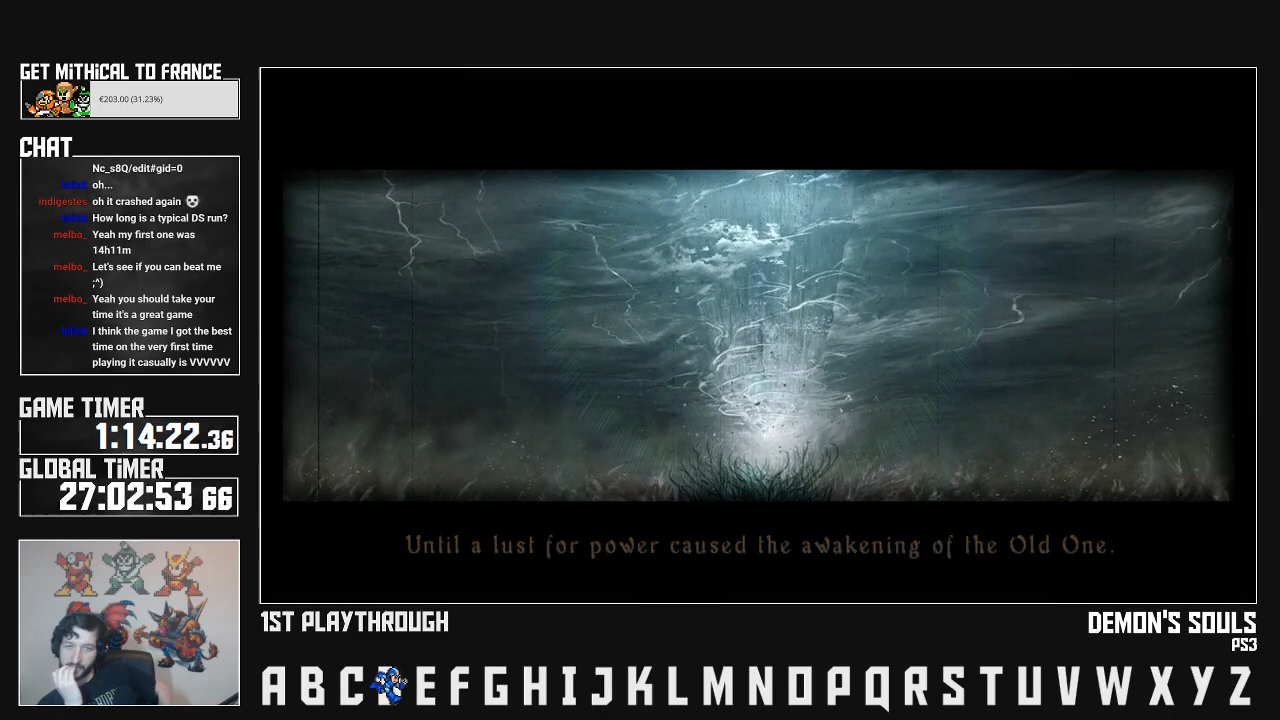 GET MiTHiCAL TO FRANCE
€203.00 (31.23%)
CHAT
Nc_s8Q/edit#gid=0
oh...
indigestes oh it crashed again
How long is a typical DS run?
melbo_ Yeah my first one was
14h11m
melbo_ Let's see if you can beat me
;^)
melbo_ Yeah you should take your
time it's a great game
I think the game I got the best
time on the very first time
playing it casually is VVVVVV
GAME TIMER
1:14:22.36
GLOBAL TiMER
27:02:53 66
Until a lust for power caused the awakening of the Old One.
1ST PLAYTHROUGH
DEMON'S SOULS
PS3
A B C D E F G H I J K L M N O P Q R S T U V W X Y Z